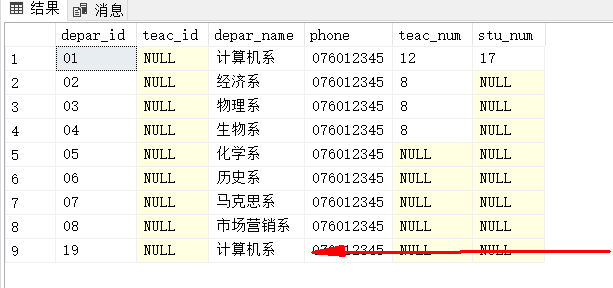 结果 消息
depar_id teac_id depar_name phone teac_num stu_num
1 01 NULL 计算机系 076012345 12 17
2 02 NULL 经济系 076012345 8 NULL
3 03 NULL 物理系 076012345 8 NULL
4 04 NULL 生物系 076012345 8 NULL
5 05 NULL 化学系 076012345 NULL NULL
6 06 NULL 历史系 076012345 NULL NULL
7 07 NULL 马克思系 076012345 NULL NULL
8 08 NULL 市场营销系 076012345 NULL NULL
9 19 NULL 计算机系 076012345 NULL NULL